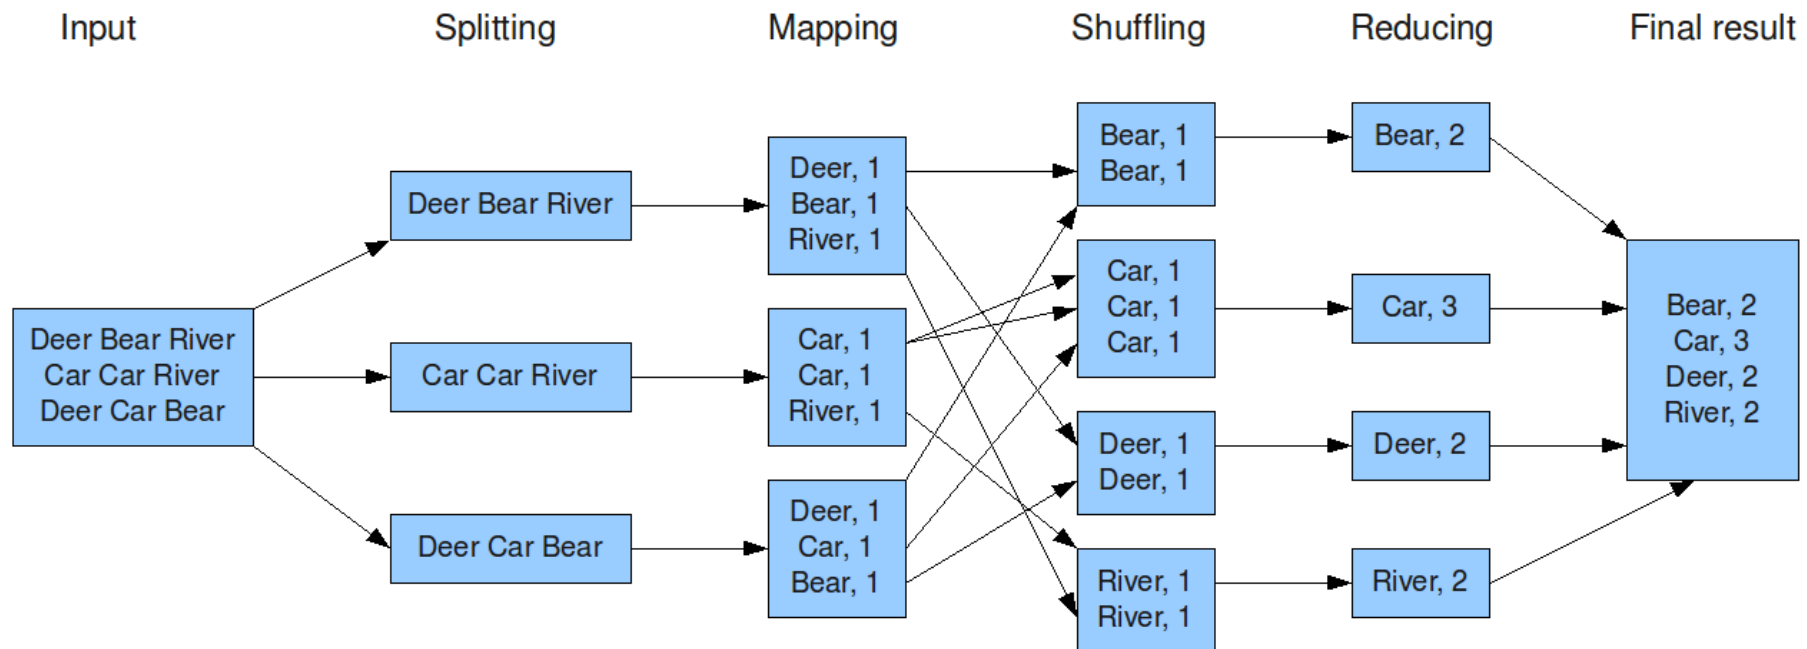 Input
Splitting
Mapping
Shuffling
Reducing
Final result
Deer Bear River
Car Car River
Deer Car Bear
Deer Bear River
Car Car River
Deer Car Bear
Deer, 1
Bear, 1
River, 1
Car, 1
Car, 1
River, 1
Deer, 1
Car, 1
Bear, 1
Bear, 1
Bear, 1
Car, 1
Car, 1
Car, 1
Deer, 1
Deer, 1
River, 1
River, 1
Bear, 2
Car, 3
Deer, 2
River, 2
Bear, 2
Car, 3
Deer, 2
River, 2